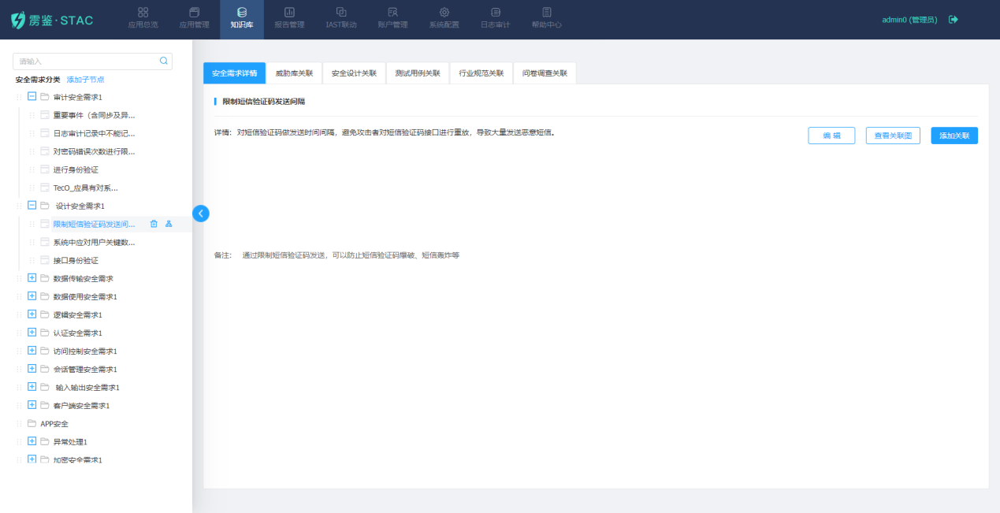 雳鉴·STAC
应用总览
应用管理
知识库
报告管理
IAST联动
账户管理
系统配置
日志审计
帮助中心
admin0 (管理员)
请输入
安全需求分类 添加子节点
审计安全需求1
重要事件（含同步及异...
日志审计记录中不能记...
对密码错误次数进行限...
进行身份验证
TecO_应具有对系...
设计安全需求1
限制短信验证码发送间...
系统中应对用户关键数...
接口身份验证
数据传输安全需求
数据使用安全需求1
逻辑安全需求1
认证安全需求1
访问控制安全需求1
会话管理安全需求1
输入输出安全需求1
客户端安全需求1
APP安全
异常处理1
加密安全需求1
安全需求详情
威胁库关联
安全设计关联
测试用例关联
行业规范关联
问卷调查关联
限制短信验证码发送间隔
详情： 对短信验证码做发送时间间隔，避免攻击者对短信验证码接口进行重放，导致大量发送恶意短信。
编 辑
查看关联图
添加关联
备注： 通过限制短信验证码发送，可以防止短信验证码爆破、短信轰炸等